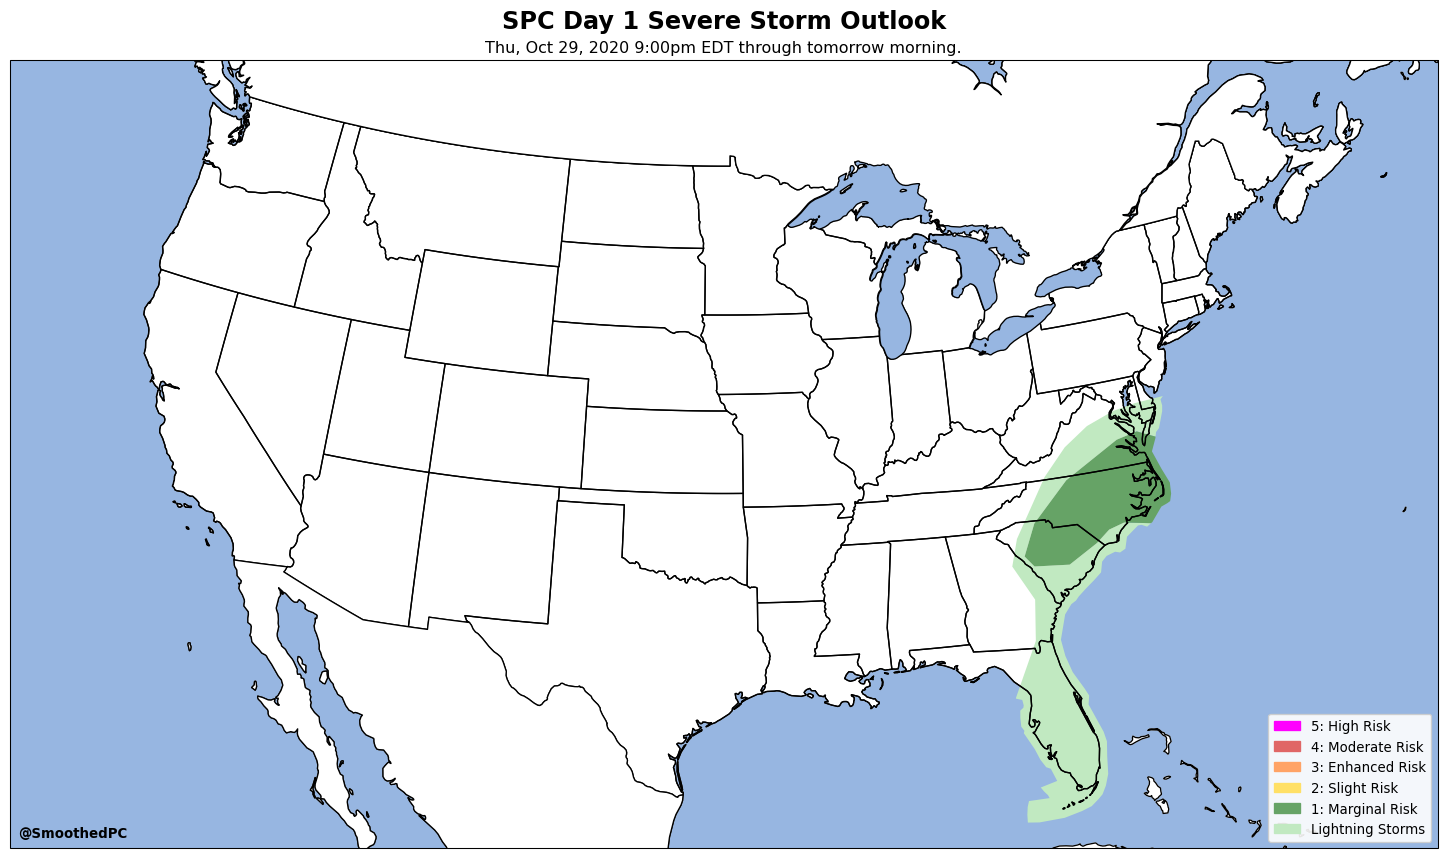 SPC Day 1 Severe Storm Outlook
Thu, Oct 29, 2020 9:00pm EDT through tomorrow morning.
5: High Risk
4: Moderate Risk
3: Enhanced Risk
2: Slight Risk
1: Marginal Risk
Lightning Storms
@SmoothedPC